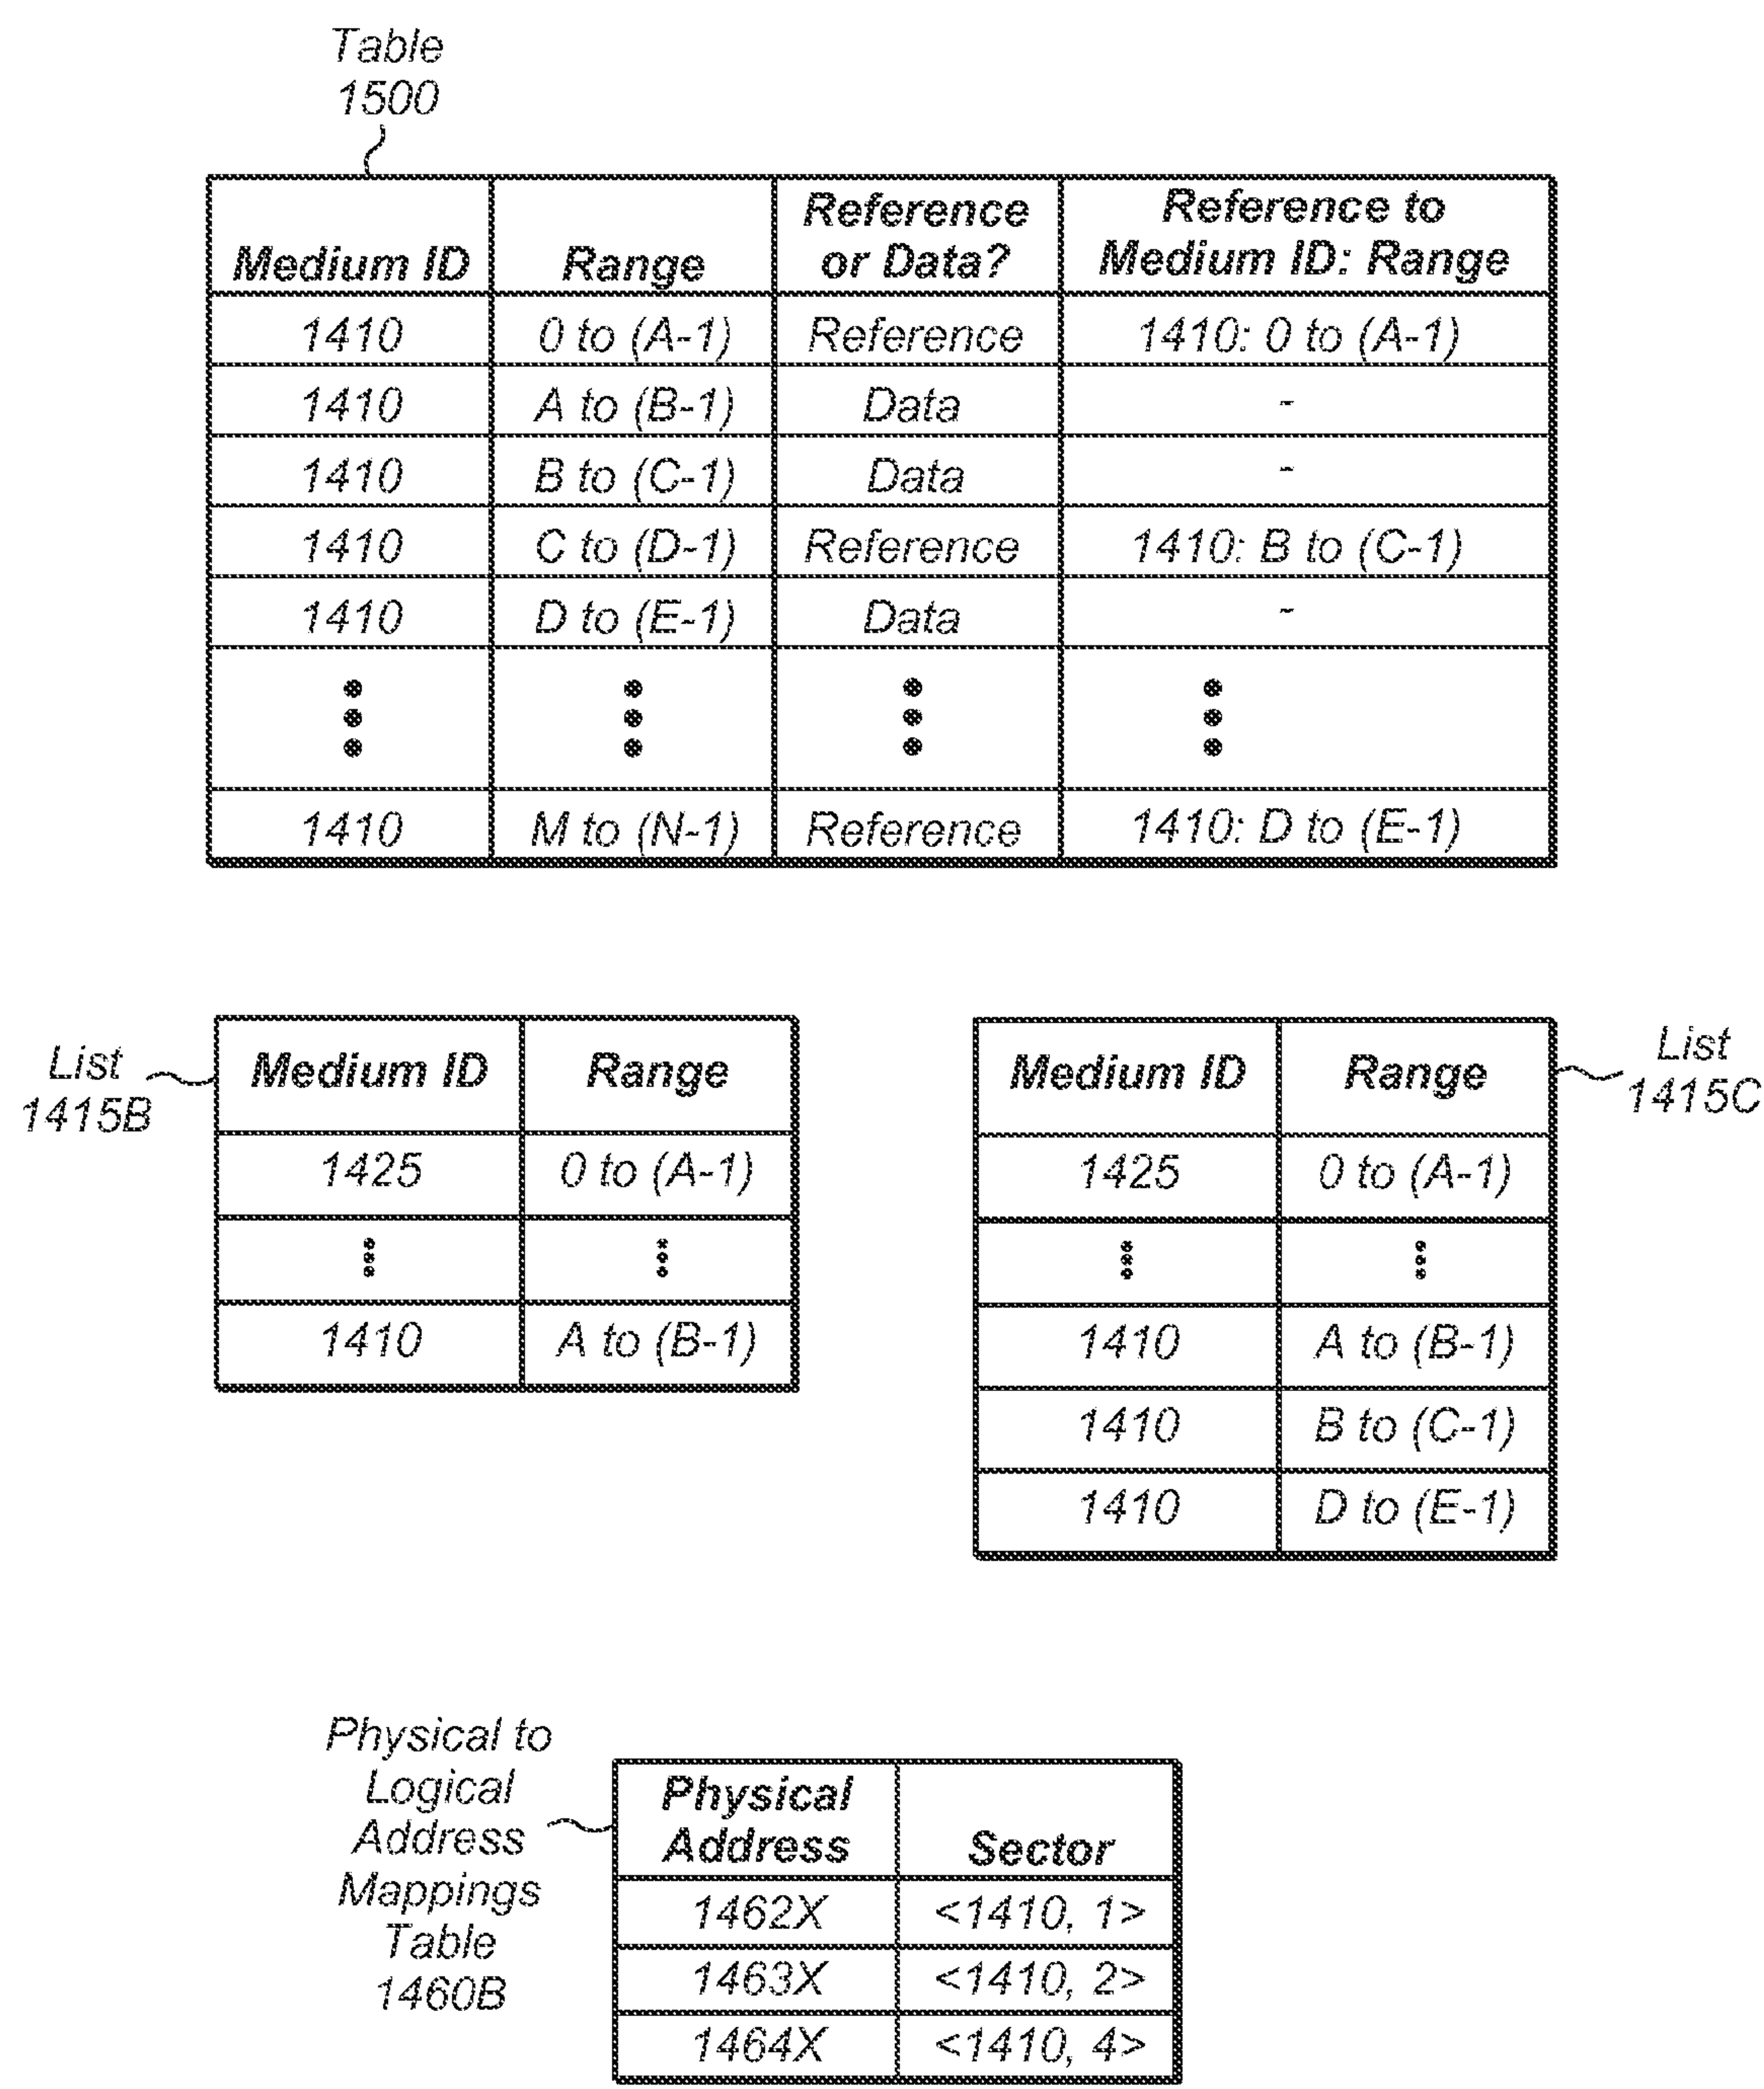 Table
1500
Medium ID Range Reference or Data? Reference to Medium ID: Range
1410 0 to (A-1) Reference 1410: 0 to (A-1)
1410 A to (B-1) Data -
1410 B to (C-1) Data -
1410 C to (D-1) Reference 1410: B to (C-1)
1410 D to (E-1) Data -
1410 M to (N-1) Reference 1410: D to (E-1)
List
1415B
Medium ID Range
1425 0 to (A-1)
1410 A to (B-1)
List
1415C
Medium ID Range
1425 0 to (A-1)
1410 A to (B-1)
1410 B to (C-1)
1410 D to (E-1)
Physical to
Logical
Address
Mappings
Table
1460B
Physical
Address Sector
1462X <1410, 1>
1463X <1410, 2>
1464X <1410, 4>